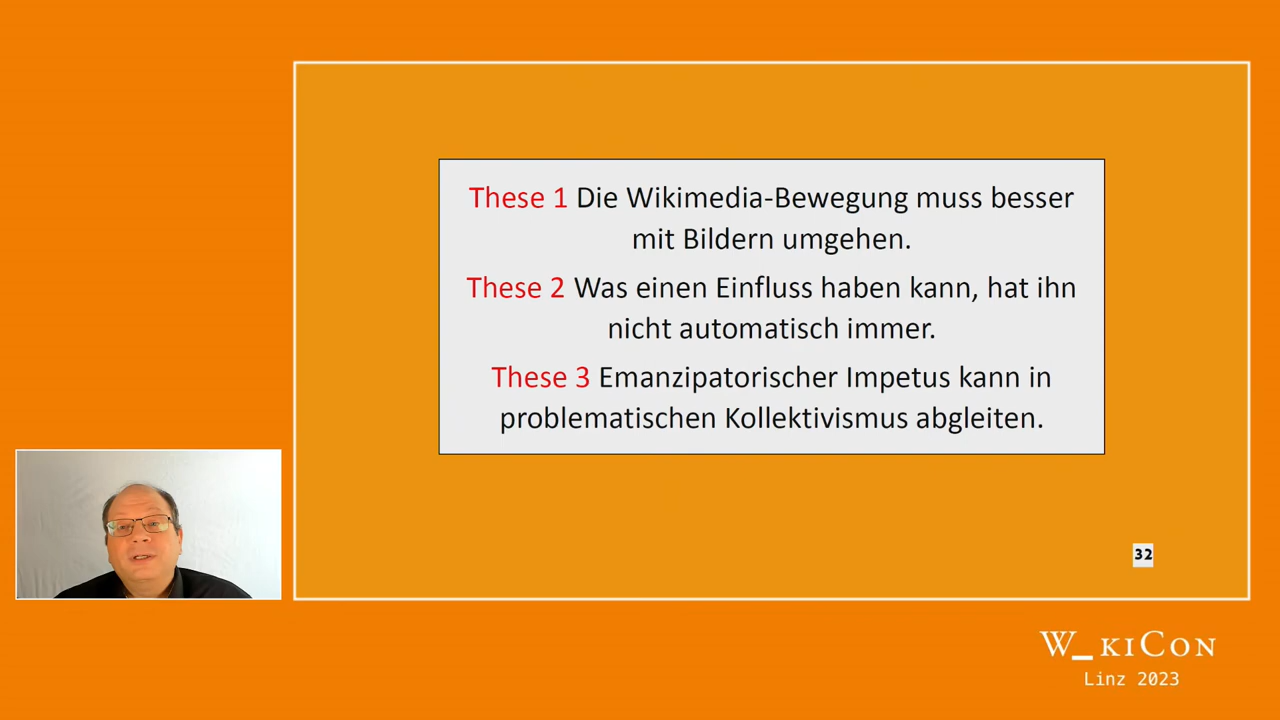 These 1 Die Wikimedia-Bewegung muss besser
mit Bildern umgehen.
These 2 Was einen Einfluss haben kann, hat ihn
nicht automatisch immer.
These 3 Emanzipatorischer Impetus kann in
problematischen Kollektivismus abgleiten.
32
W_KICON
Linz 2023